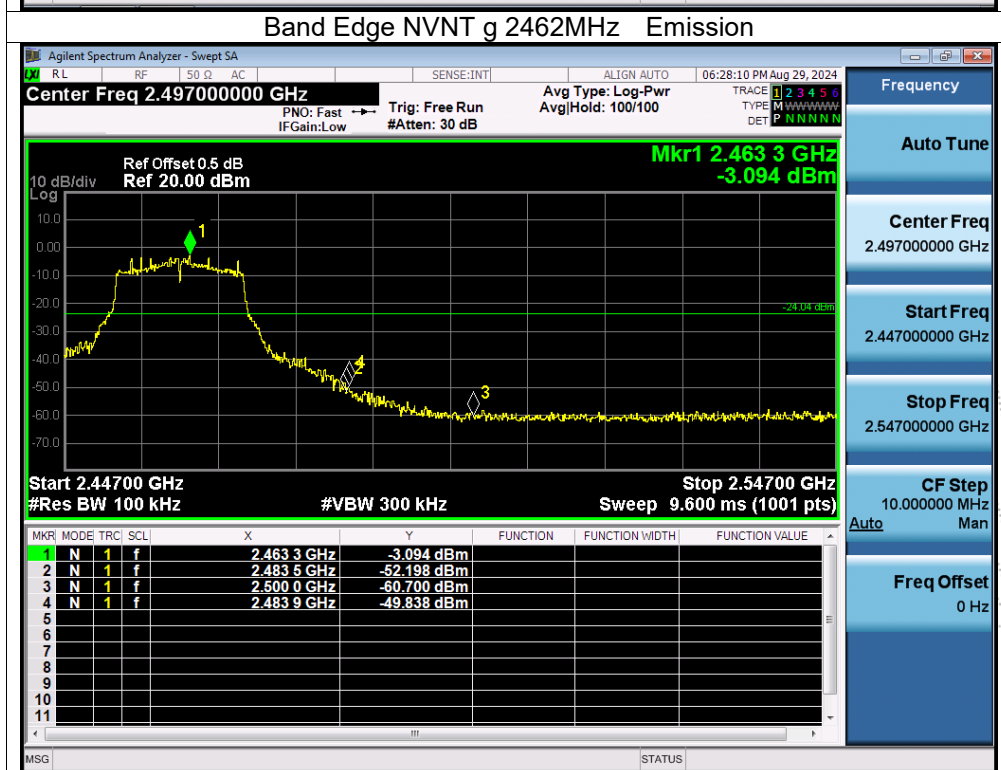 Band Edge NVNT g 2462MHz Emission
Agilent Spectrum Analyzer - Swept SA
LXI RL RF 50 Ω AC SENSE:INT ALIGN AUTO 06:28:10 PM Aug 29, 2024
Center Freq 2.497000000 GHz
PNO: Fast
IFGain:Low
Trig: Free Run
#Atten: 30 dB
Avg Type: Log-Pwr
Avg|Hold: 100/100
TRACE 1 2 3 4 5 6
TYPE M WWWWW
DET P N N N N N
Ref Offset 0.5 dB
10 dB/div Ref 20.00 dBm
Log
Mkr1 2.463 3 GHz
-3.094 dBm
10.0
0.00
-10.0
-20.0
-30.0
-40.0
-50.0
-60.0
-70.0
1
-24.04 dBm
4
2
3
Start 2.44700 GHz Stop 2.54700 GHz
#Res BW 100 kHz #VBW 300 kHz Sweep 9.600 ms (1001 pts)
MKR MODE TRC SCL X Y FUNCTION FUNCTION WIDTH FUNCTION VALUE
1 N 1 f 2.463 3 GHz -3.094 dBm
2 N 1 f 2.483 5 GHz -52.198 dBm
3 N 1 f 2.500 0 GHz -60.700 dBm
4 N 1 f 2.483 9 GHz -49.838 dBm
5
6
7
8
9
10
11
MSG STATUS
Frequency
Auto Tune
Center Freq
2.497000000 GHz
Start Freq
2.447000000 GHz
Stop Freq
2.547000000 GHz
CF Step
10.000000 MHz
Auto Man
Freq Offset
0 Hz